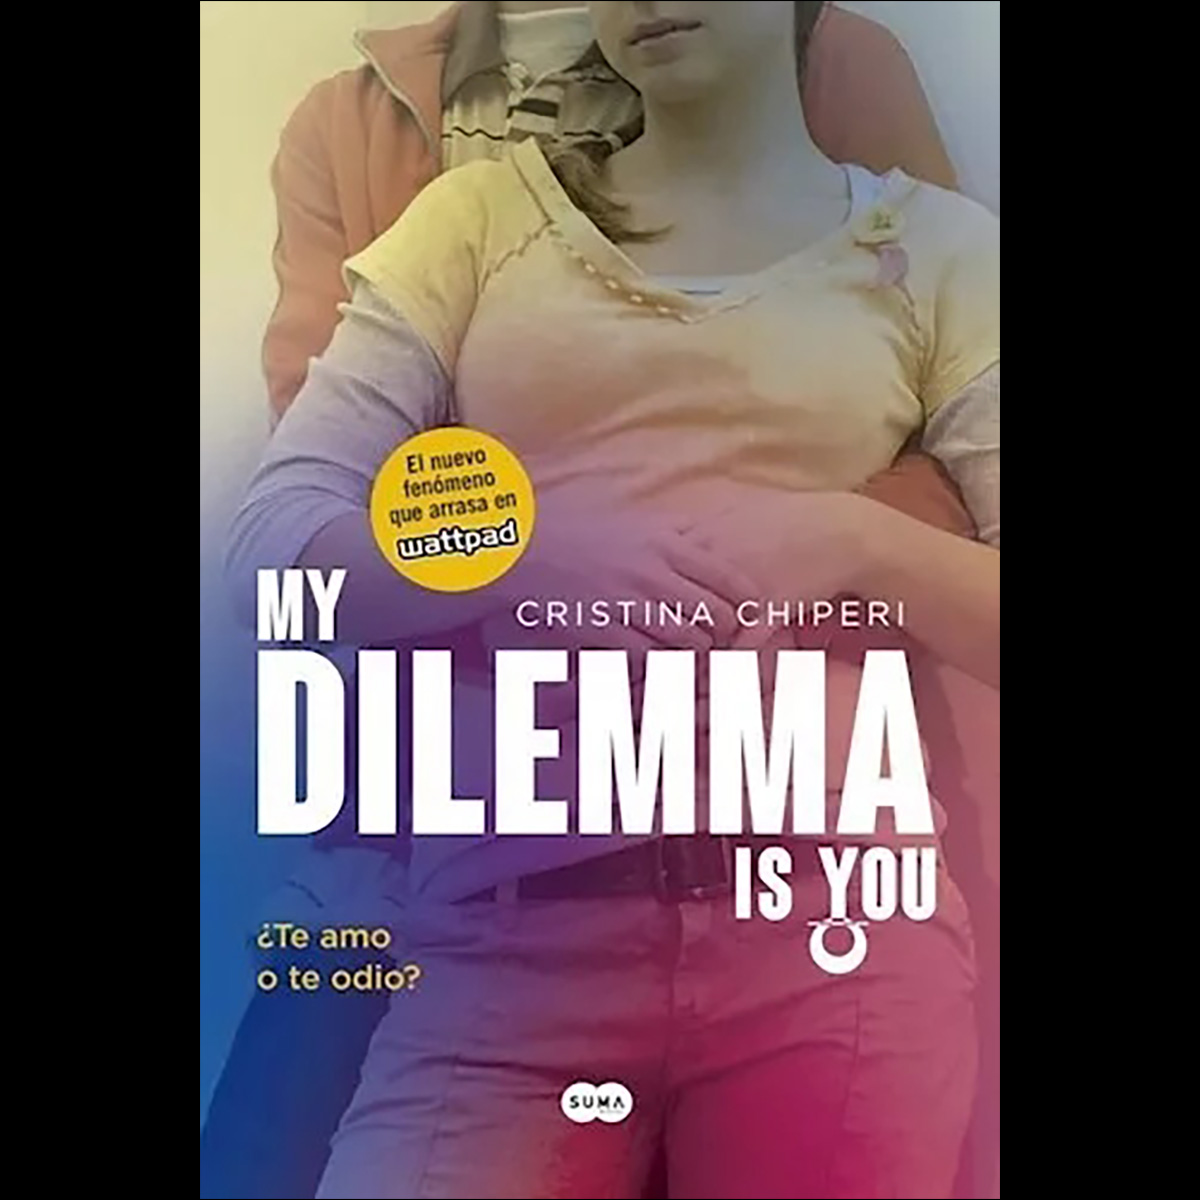 El nuevo
fenómeno
que arrasa en
wattpad
MY
CRISTINA CHIPERI
DILEMMA
IS YOU
¿Te amo
o te odio?
SUMA